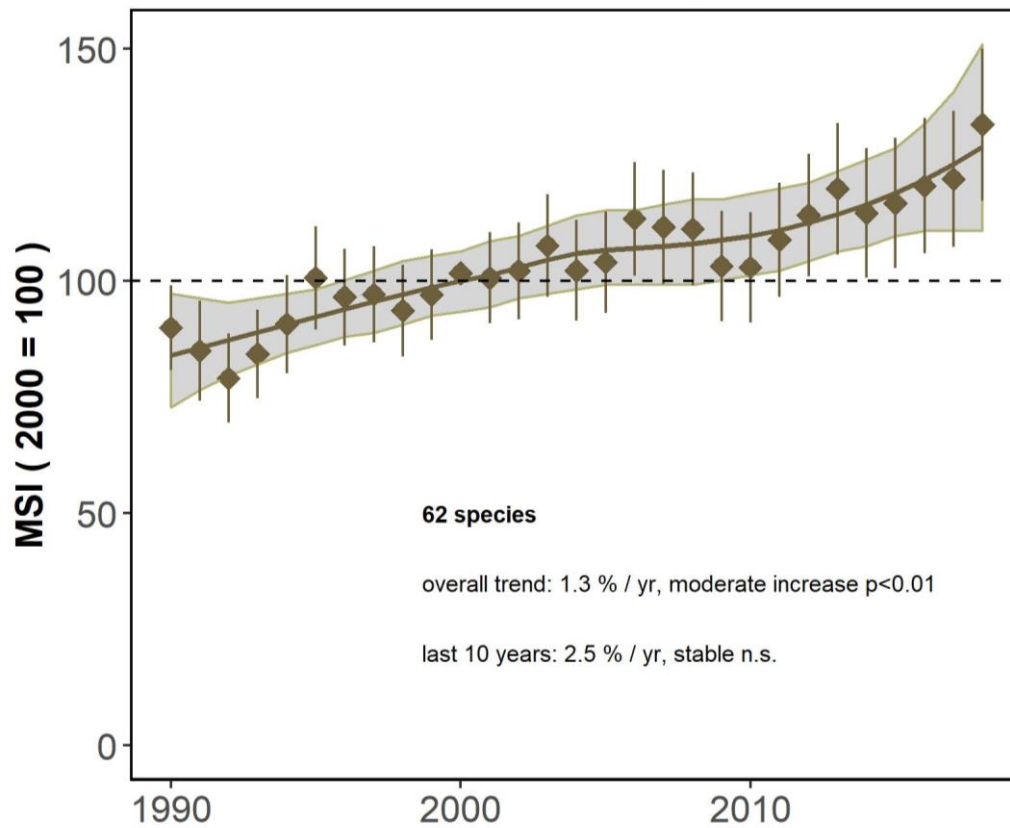 MSI ( 2000 = 100 )
150
100
50
0
62 species
overall trend: 1.3 % / yr, moderate increase p<0.01
last 10 years: 2.5 % / yr, stable n.s.
1990
2000
2010